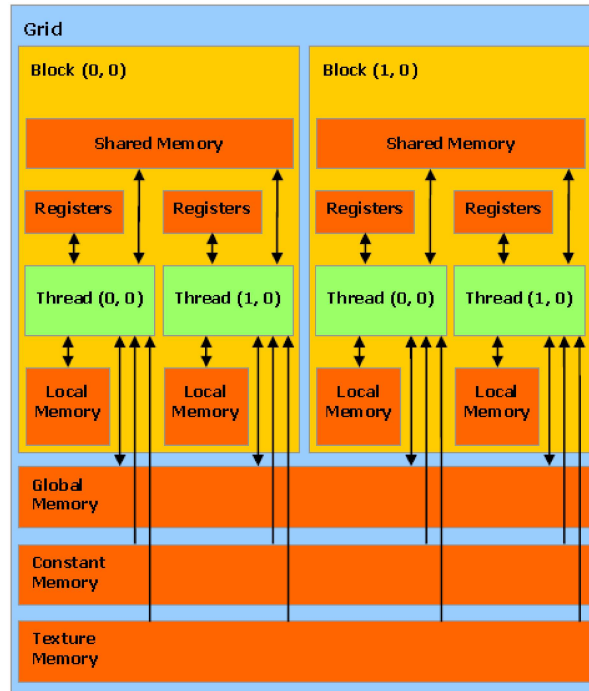 Grid
Block (0, 0)
Block (1, 0)
Shared Memory
Shared Memory
Registers
Registers
Registers
Registers
Thread (0, 0)
Thread (1, 0)
Thread (0, 0)
Thread (1, 0)
Local
Memory
Local
Memory
Local
Memory
Local
Memory
Global
Memory
Constant
Memory
Texture
Memory